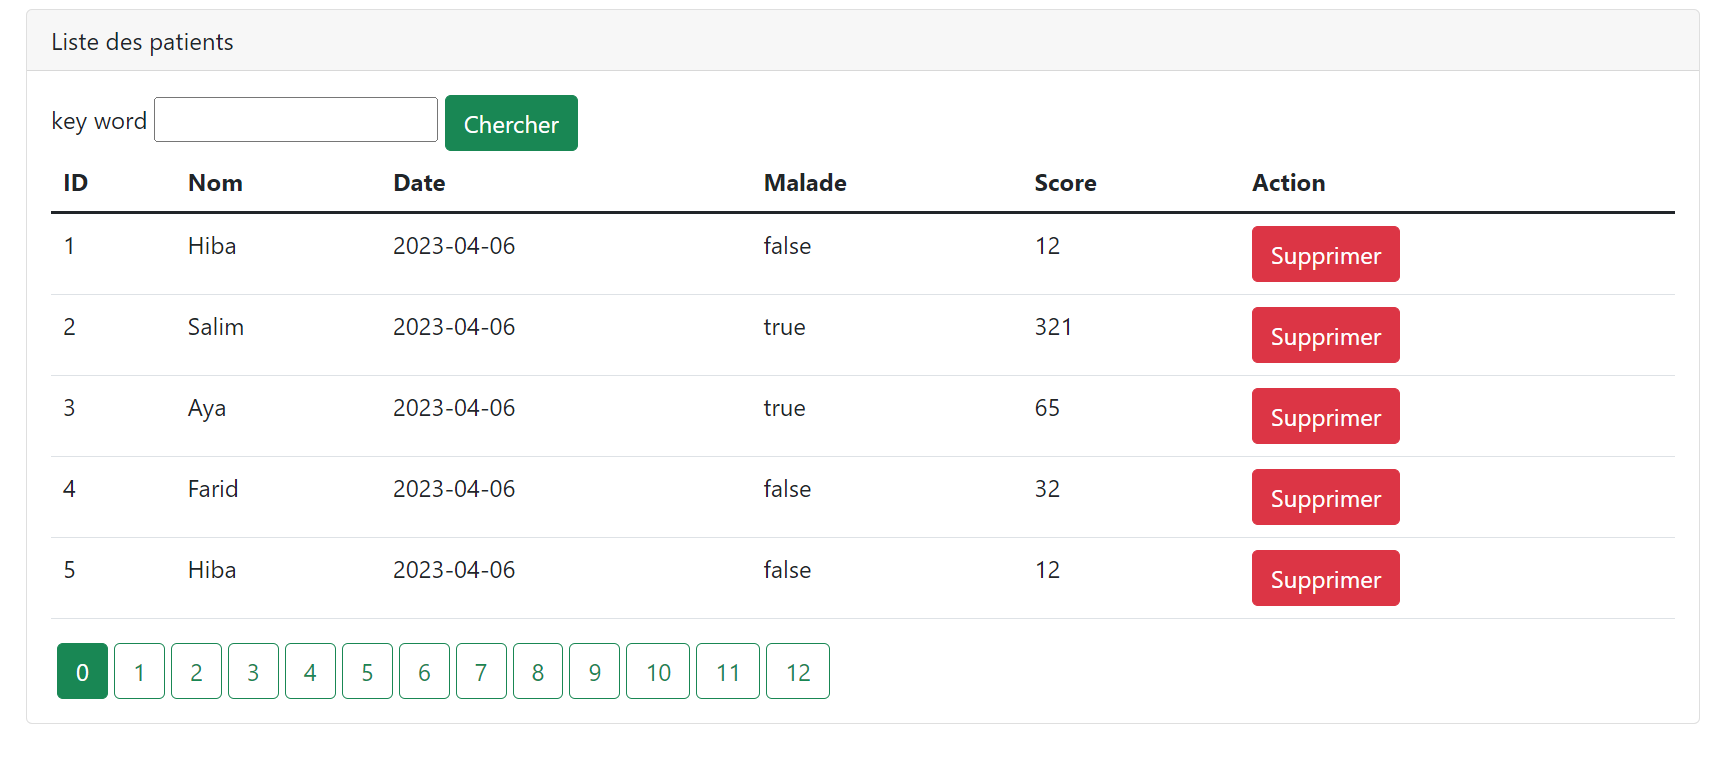 Liste des patients
key word Chercher
ID Nom Date Malade Score Action
1 Hiba 2023-04-06 false 12 Supprimer
2 Salim 2023-04-06 true 321 Supprimer
3 Aya 2023-04-06 true 65 Supprimer
4 Farid 2023-04-06 false 32 Supprimer
5 Hiba 2023-04-06 false 12 Supprimer
0 1 2 3 4 5 6 7 8 9 10 11 12